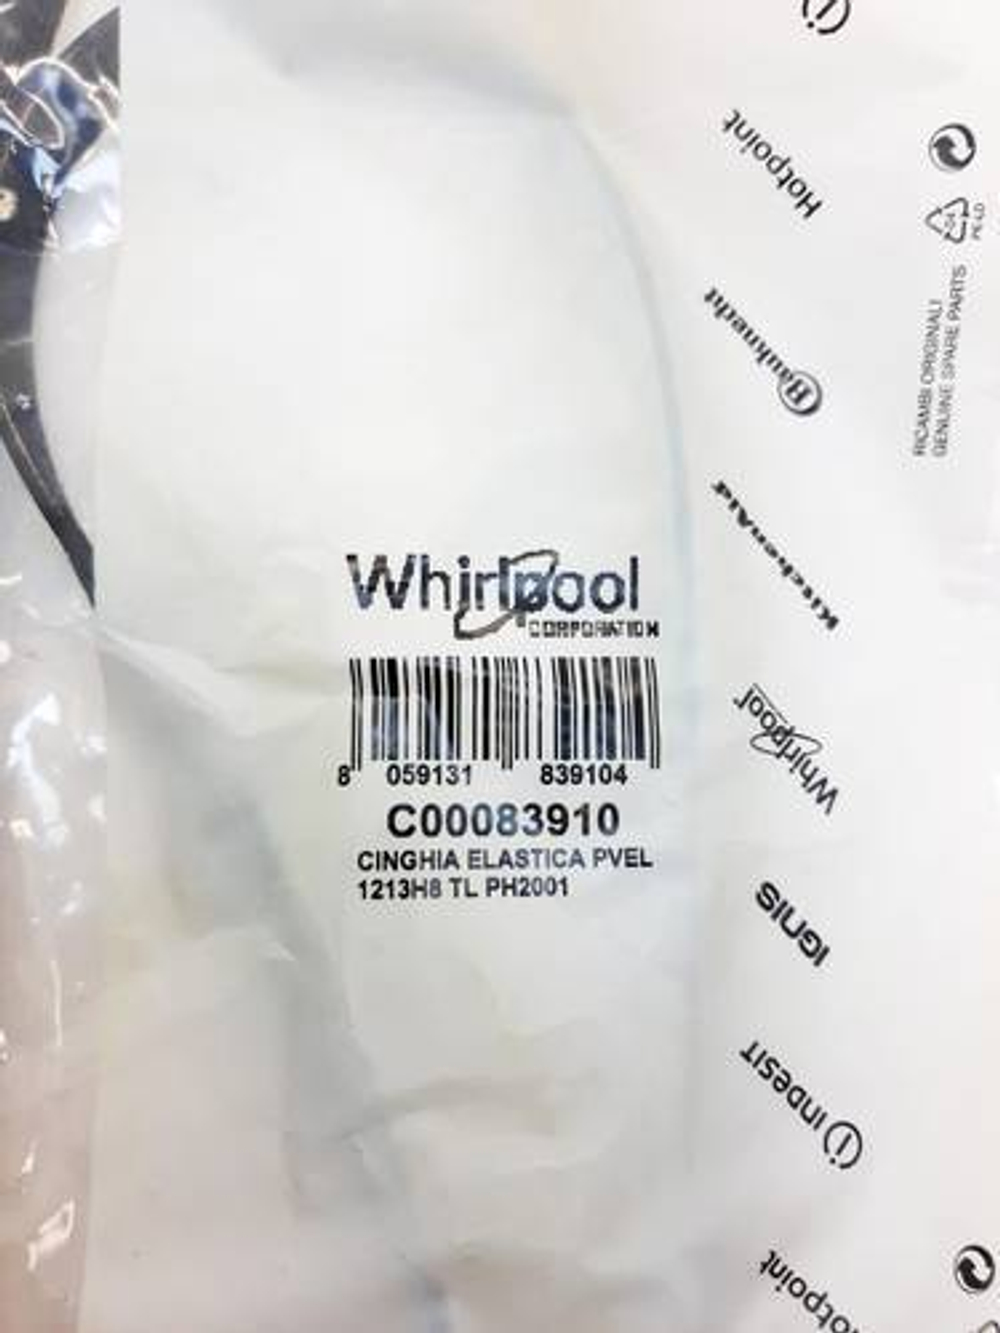 Whirlpool
CORPORATION
8 059131 839104
C00083910
CINGHIA ELASTICA PVEL
1213H8 TL PH2001
Hotpoint
Bauknecht
KitchenAid
Whirlpool
IGNIS
INDESIT
Hotpoint
RICAMBI ORIGINALI
GENUINE SPARE PARTS
PE-LD